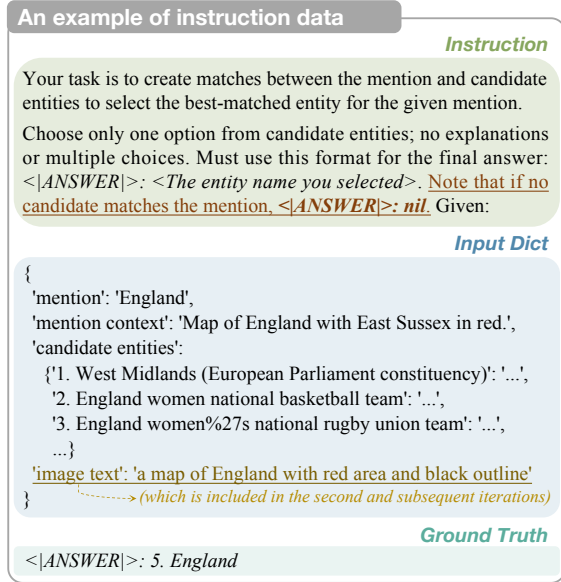 An example of instruction data
Instruction
Your task is to create matches between the mention and candidate
entities to select the best-matched entity for the given mention.
Choose only one option from candidate entities; no explanations
or multiple choices. Must use this format for the final answer:
<|ANSWER|>: <The entity name you selected>. Note that if no
candidate matches the mention, <|ANSWER|>: nil. Given:
Input Dict
{
'mention': 'England',
'mention context': 'Map of England with East Sussex in red.',
'candidate entities':
{'1. West Midlands (European Parliament constituency)': '...',
'2. England women national basketball team': '...',
'3. England women%27s national rugby union team': '...',
...}
'image text': 'a map of England with red area and black outline'
}
(which is included in the second and subsequent iterations)
Ground Truth
<|ANSWER|>: 5. England